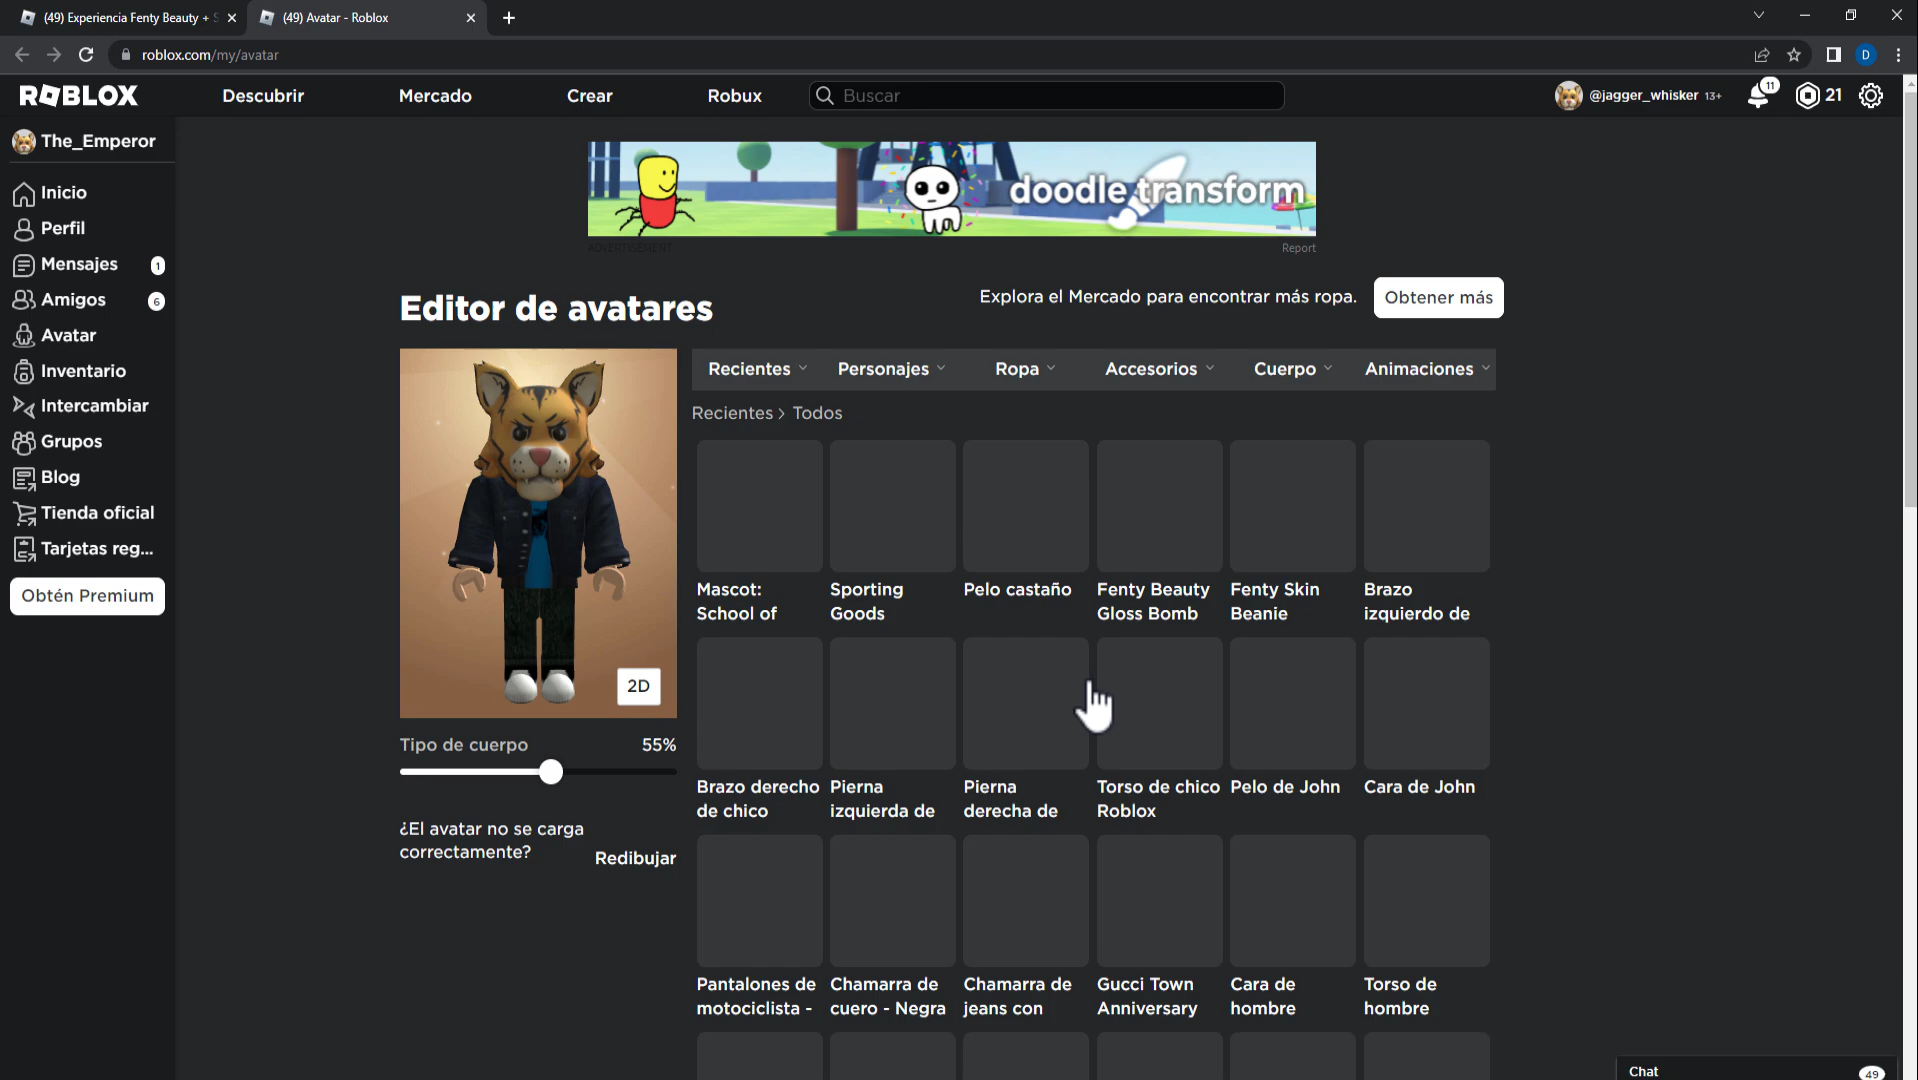 (49) Experiencia Fenty Beauty +
(49) Avatar - Roblox
roblox.com/my/avatar
D
ROBLOX
Descubrir
Mercado
Crear
Robux
Buscar
@jagger_whisker 13+
11
21
The_Emperor
Inicio
Perfil
Mensajes 1
Amigos 6
Avatar
Inventario
Intercambiar
Grupos
Blog
Tienda oficial
Tarjetas reg...
Obtén Premium
doodle transform
ADVERTISEMENT
Report
Editor de avatares
Explora el Mercado para encontrar más ropa.
Obtener más
2D
Tipo de cuerpo 55%
¿El avatar no se carga
correctamente?
Redibujar
Recientes
Personajes
Ropa
Accesorios
Cuerpo
Animaciones
Recientes > Todos
Mascot:
School of
Sporting
Goods
Pelo castaño
Fenty Beauty
Gloss Bomb
Fenty Skin
Beanie
Brazo
izquierdo de
Brazo derecho
de chico
Pierna
izquierda de
Pierna
derecha de
Torso de chico
Roblox
Pelo de John
Cara de John
Pantalones de
motociclista -
Chamarra de
cuero - Negra
Chamarra de
jeans con
Gucci Town
Anniversary
Cara de
hombre
Torso de
hombre
Chat
49